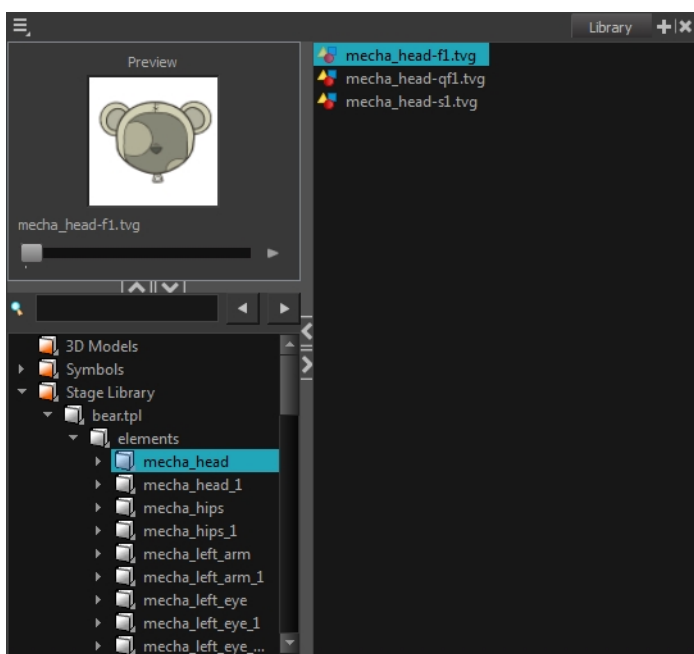 Library
Preview
mecha_head-f1.tvg
3D Models
Symbols
Stage Library
bear.tpl
elements
mecha_head
mecha_head_1
mecha_hips
mecha_hips_1
mecha_left_arm
mecha_left_arm_1
mecha_left_eye
mecha_left_eye_1
mecha_left_eye_...
mecha_head-f1.tvg
mecha_head-qf1.tvg
mecha_head-s1.tvg